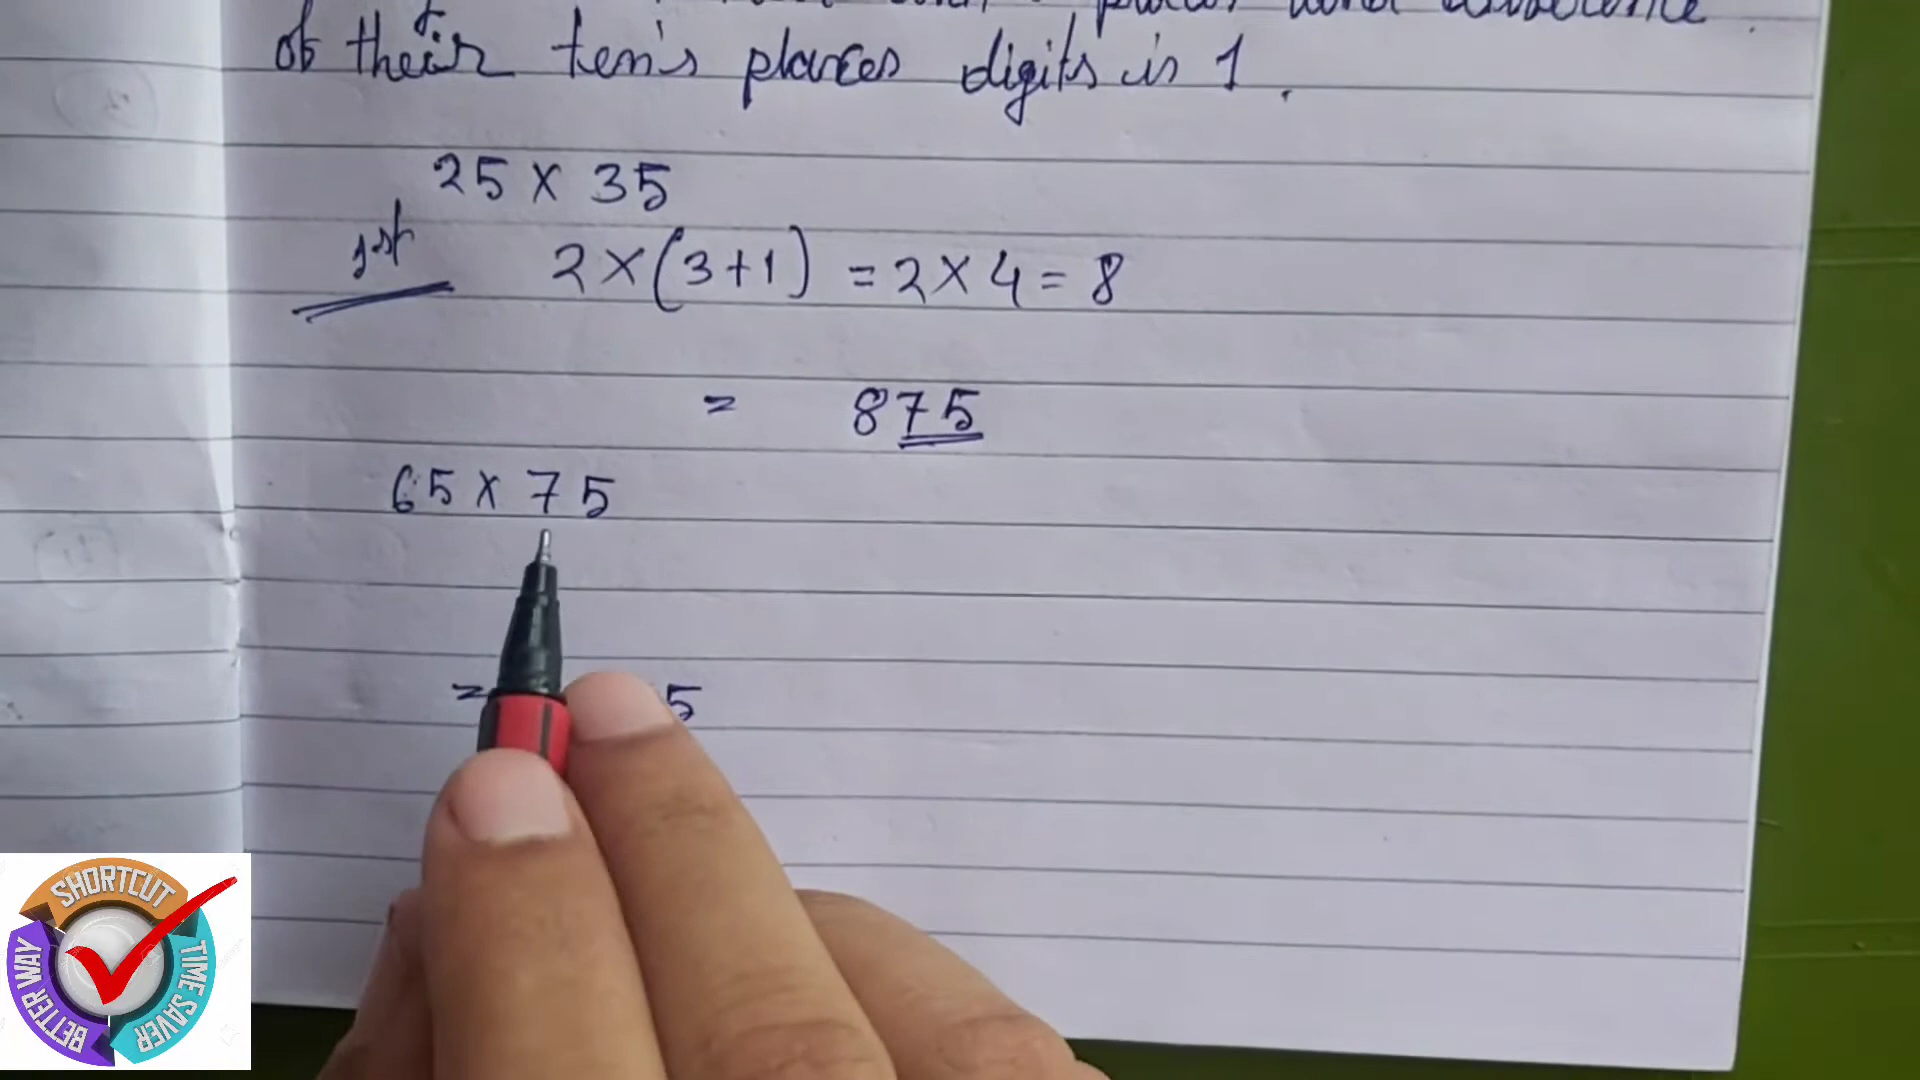 of their ten's places digits is 1.
25 × 35
1st 2 × (3+1) = 2 × 4 = 8
= 875
65 × 75
= 5
SHORTCUT
TIME SAVER
BETTER WAY